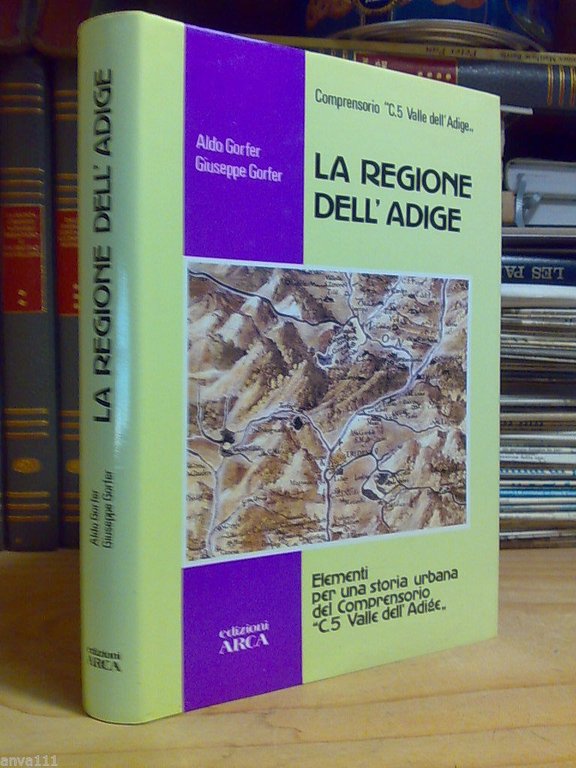 Comprensorio "C.5 Valle dell'Adige„
Aldo Gorfer
Giuseppe Gorfer
LA REGIONE
DELL'ADIGE
Elementi
per una storia urbana
del Comprensorio
"C.5 Valle dell'Adige„
edizioni
ARCA
LA REGIONE DELL'ADIGE
Aldo Gorfer
Giuseppe Gorfer
edizioni
ARCA
LES PA
anva111